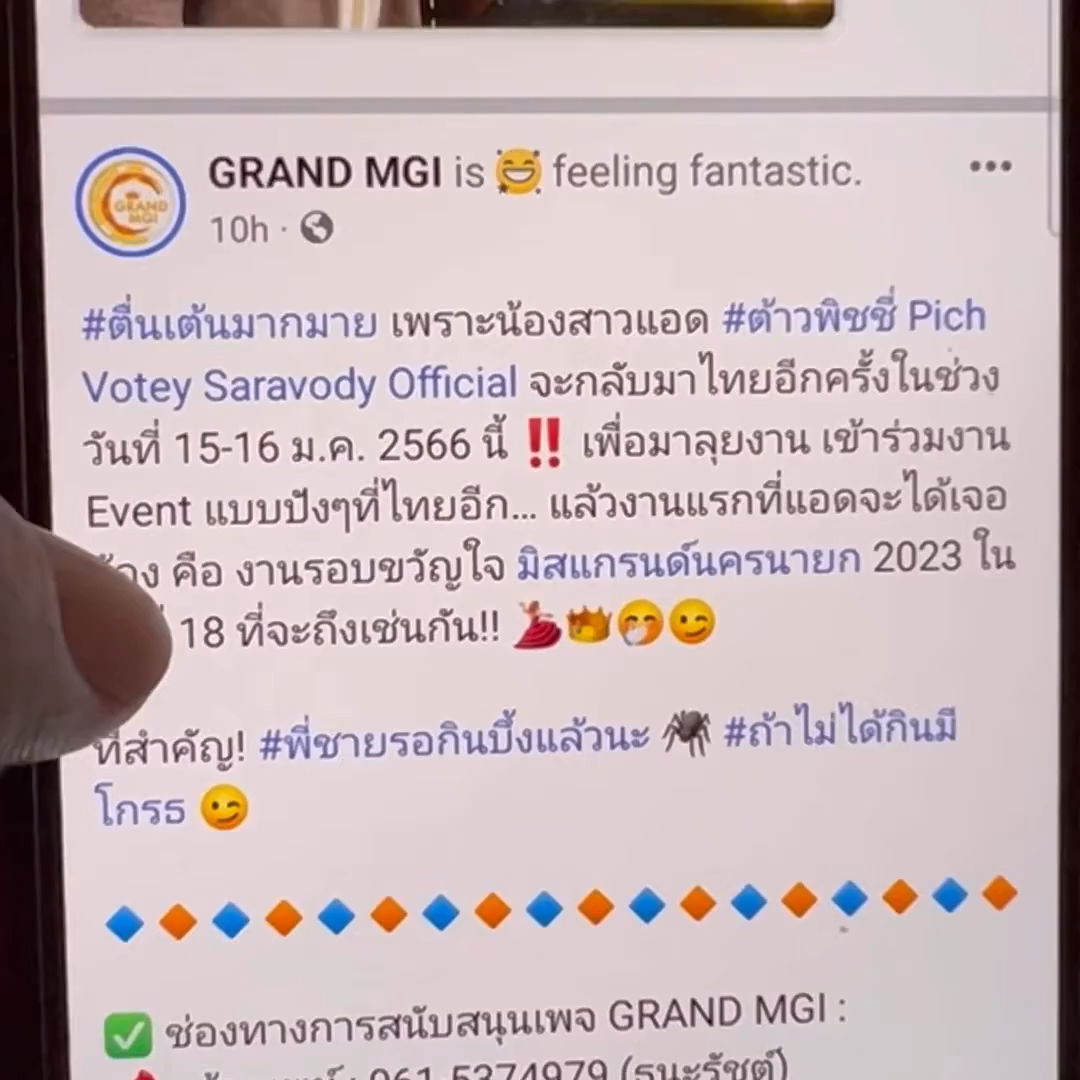 GRAND MGI
GRAND MGI is 😆 feeling fantastic.
10h ·
#ตื่นเต้นมากมาย เพราะน้องสาวแอด #ต้าวพิชชี่ Pich
Votey Saravody Official จะกลับมาไทยอีกครั้งในช่วง
วันที่ 15-16 ม.ค. 2566 นี้ ‼️ เพื่อมาลุยงาน เข้าร่วมงาน
Event แบบปังๆที่ไทยอีก... แล้วงานแรกที่แอดจะได้เจอ
คือ งานรอบขวัญใจ มิสแกรนด์นครนายก 2023 ใน
18 ที่จะถึงเช่นกัน!! 💃👑🤭😉
ที่สำคัญ! #พี่ชายรอกินบึ้งแล้วนะ 🕷️ #ถ้าไม่ได้กินมี
โกรธ 😉
🔷🔶🔷🔶🔷🔶🔷🔶🔷🔶🔷🔶🔷🔶🔷🔶🔷🔶
✅ ช่องทางการสนับสนุนเพจ GRAND MGI :
061 5374979 (ธนะรัชต์)